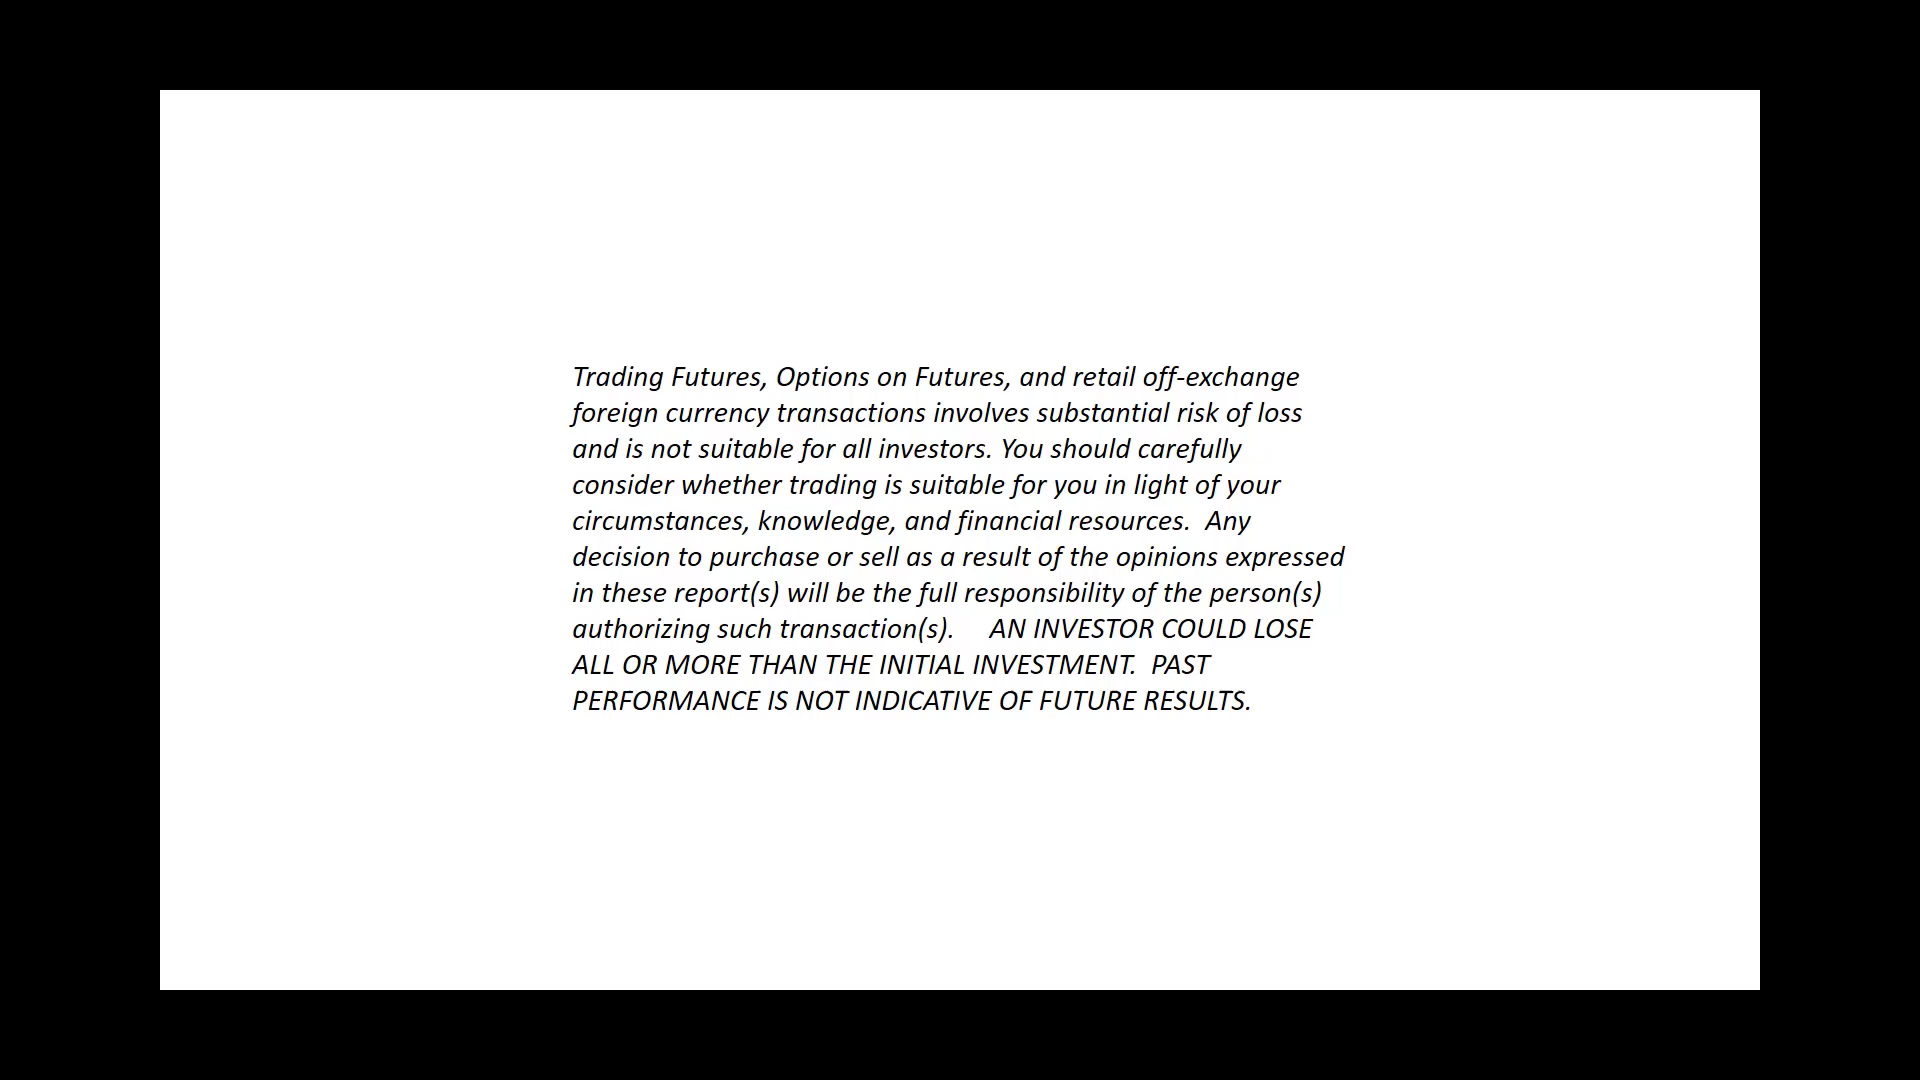 Trading Futures, Options on Futures, and retail off-exchange
foreign currency transactions involves substantial risk of loss
and is not suitable for all investors. You should carefully
consider whether trading is suitable for you in light of your
circumstances, knowledge, and financial resources.  Any
decision to purchase or sell as a result of the opinions expressed
in these report(s) will be the full responsibility of the person(s)
authorizing such transaction(s).     AN INVESTOR COULD LOSE
ALL OR MORE THAN THE INITIAL INVESTMENT.  PAST
PERFORMANCE IS NOT INDICATIVE OF FUTURE RESULTS.